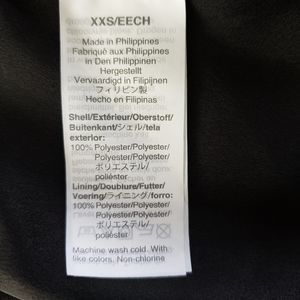 XXS/EECH
Made in Philippines
Fabriqué aux Philippines
In Den Philippinen
Hergestellt
Vervaardigd in Filipijnen
フィリピン製
Hecho en Filipinas
Shell/Extérieur/Oberstoff/
Buitenkant/シェル/tela
exterior:
100% Polyester/Polyester/
Polyester/Polyester/
ポリエステル/
poliéster
Lining/Doublure/Futter/
Voering/ライニング/forro:
100% Polyester/Polyester/
Polyester/Polyester/
ポリエステル/
poliéster
Machine wash cold. With
like colors. Non-chlorine